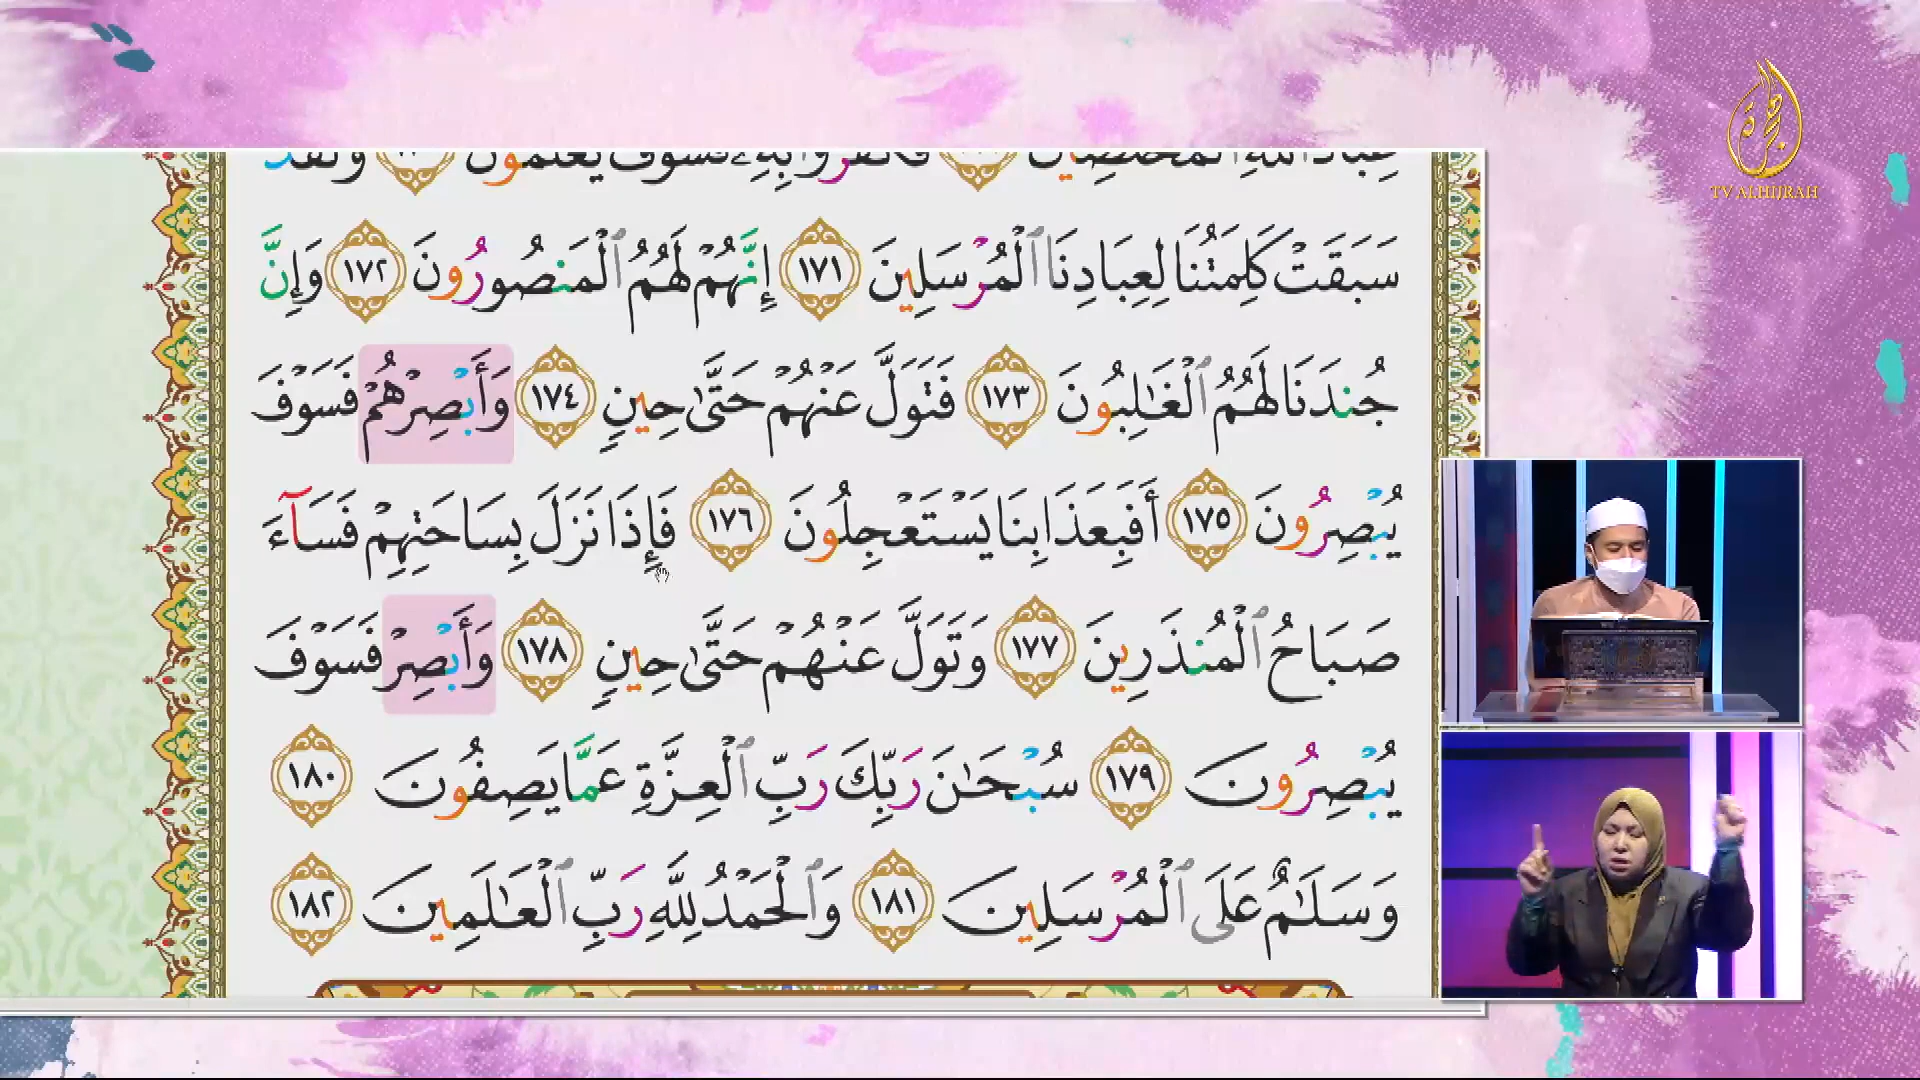 سَبَقَتْ كَلِمَتُنَا لِعِبَادِنَا ٱلْمُرْسَلِينَ ١٧١ إِنَّهُمْ لَهُمُ ٱلْمَنصُورُونَ ١٧٢ وَإِنَّ
جُندَنَا لَهُمُ ٱلْغَٰلِبُونَ ١٧٣ فَتَوَلَّ عَنْهُمْ حَتَّىٰ حِينٍ ١٧٤ وَأَبْصِرْهُمْ فَسَوْفَ
يُبْصِرُونَ ١٧٥ أَفَبِعَذَابِنَا يَسْتَعْجِلُونَ ١٧٦ فَإِذَا نَزَلَ بِسَاحَتِهِمْ فَسَآءَ
صَبَاحُ ٱلْمُنذَرِينَ ١٧٧ وَتَوَلَّ عَنْهُمْ حَتَّىٰ حِينٍ ١٧٨ وَأَبْصِرْ فَسَوْفَ
يُبْصِرُونَ ١٧٩ سُبْحَٰنَ رَبِّكَ رَبِّ ٱلْعِزَّةِ عَمَّا يَصِفُونَ ١٨٠
وَسَلَٰمٌ عَلَى ٱلْمُرْسَلِينَ ١٨١ وَٱلْحَمْدُ لِلَّهِ رَبِّ ٱلْعَٰلَمِينَ ١٨٢
TV ALHIJRAH